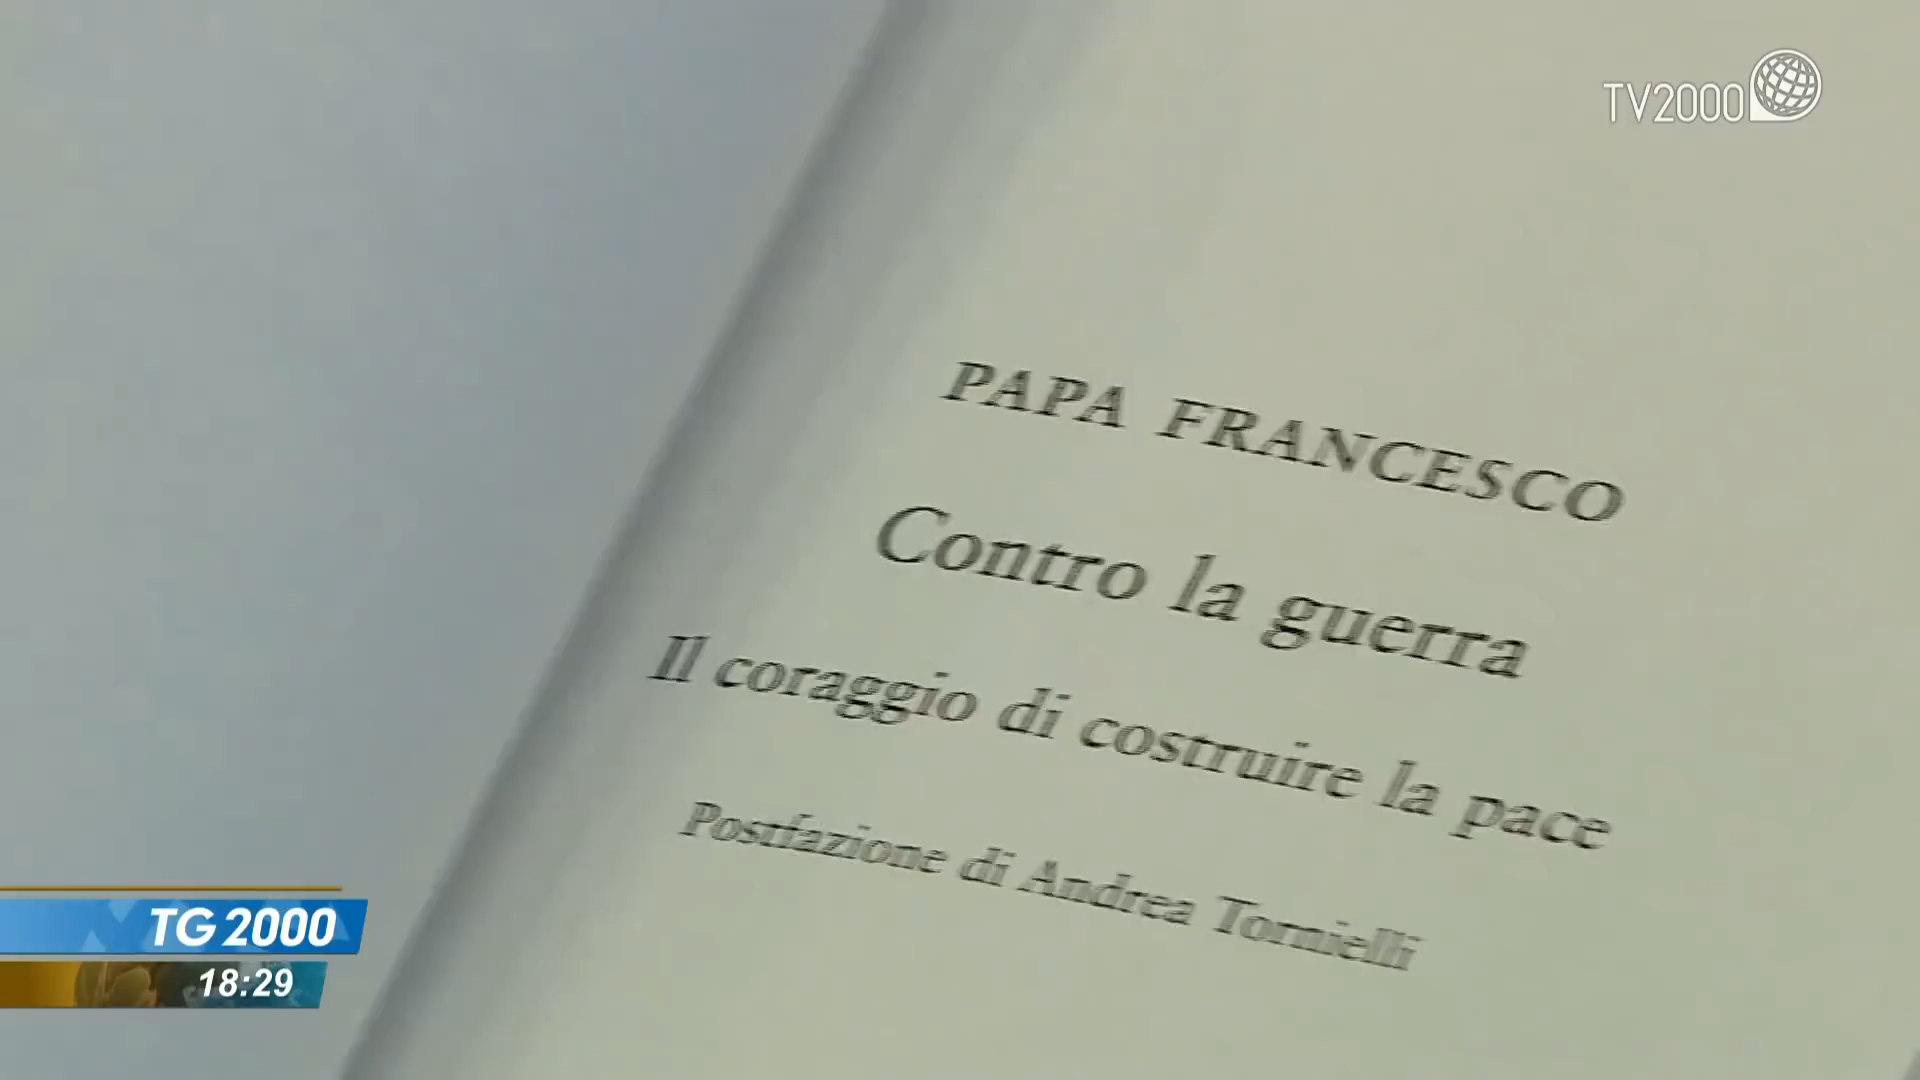 TV2000
PAPA FRANCESCO
Contro la guerra
Il coraggio di costruire la pace
Postfazione di Andrea Tornielli
TG 2000
18:29